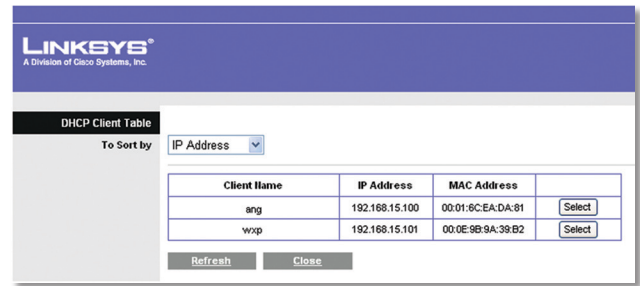 LINKSYS®
A Division of Cisco Systems, Inc.
DHCP Client Table
To Sort by IP Address
Client Name IP Address MAC Address
ang 192.168.15.100 00:01:6C:EA:DA:81 Select
wxp 192.168.15.101 00:0E:9B:9A:39:B2 Select
Refresh Close